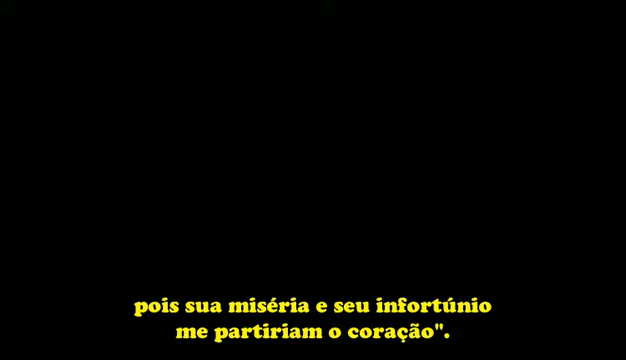 pois sua miséria e seu infortúnio
me partiriam o coração".